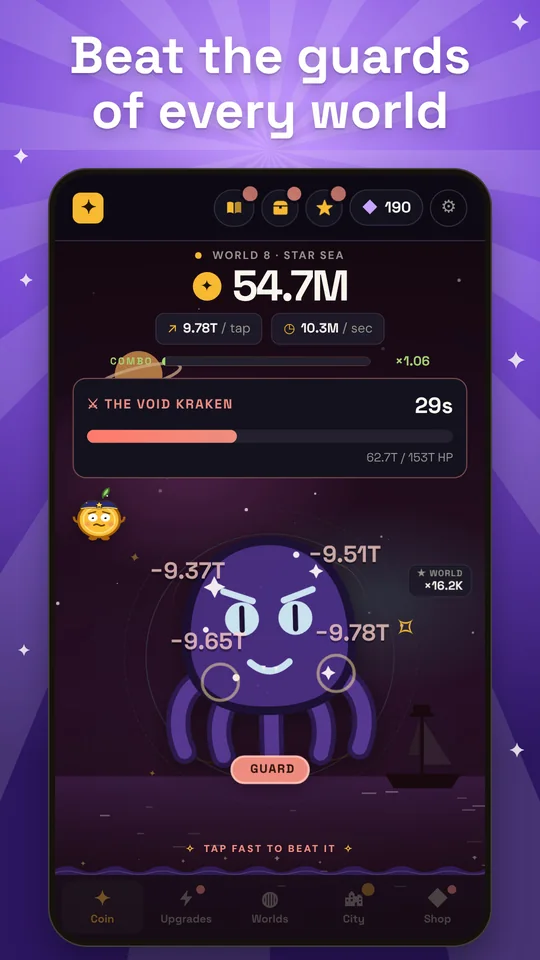 Beat the guards
of every world
190
WORLD 8 · STAR SEA
54.7M
9.78T / tap
10.3M / sec
COMBO
×1.06
THE VOID KRAKEN
29s
62.7T / 153T HP
−9.51T
−9.37T
★ WORLD
×16.2K
−9.78T
−9.65T
GUARD
TAP FAST TO BEAT IT
Coin
Upgrades
Worlds
City
Shop